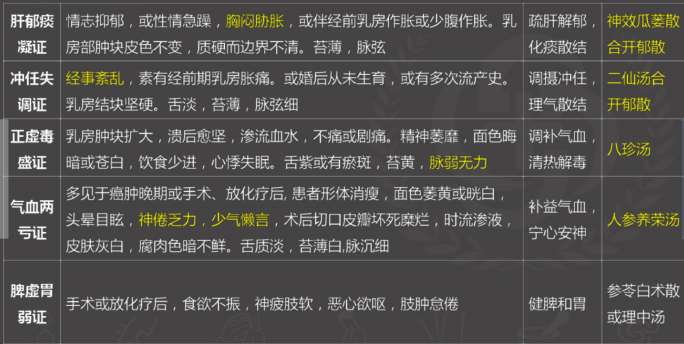 肝郁痰凝证
情志抑郁，或性情急躁，胸闷胁胀，或伴经前乳房作胀或少腹作胀。乳房部肿块皮色不变，质硬而边界不清。苔薄，脉弦
疏肝解郁，化痰散结
神效瓜蒌散合开郁散
冲任失调证
经事紊乱，素有经前期乳房胀痛。或婚后从未生育，或有多次流产史。乳房结块坚硬。舌淡，苔薄，脉弦细
调摄冲任，理气散结
二仙汤合开郁散
正虚毒盛证
乳房肿块扩大，溃后愈坚，渗流血水，不痛或剧痛。精神萎靡，面色晦暗或苍白，饮食少进，心悸失眠。舌紫或有瘀斑，苔黄，脉弱无力
调补气血，清热解毒
八珍汤
气血两亏证
多见于癌肿晚期或手术、放化疗后,患者形体消瘦，面色萎黄或㿠白，头晕目眩，神倦乏力，少气懒言，术后切口皮瓣坏死糜烂，时流渗液，皮肤灰白，腐肉色暗不鲜。舌质淡，苔薄白,脉沉细
补益气血，宁心安神
人参养荣汤
脾虚胃弱证
手术或放化疗后，食欲不振，神疲肢软，恶心欲呕，肢肿怠倦
健脾和胃
参苓白术散或理中汤